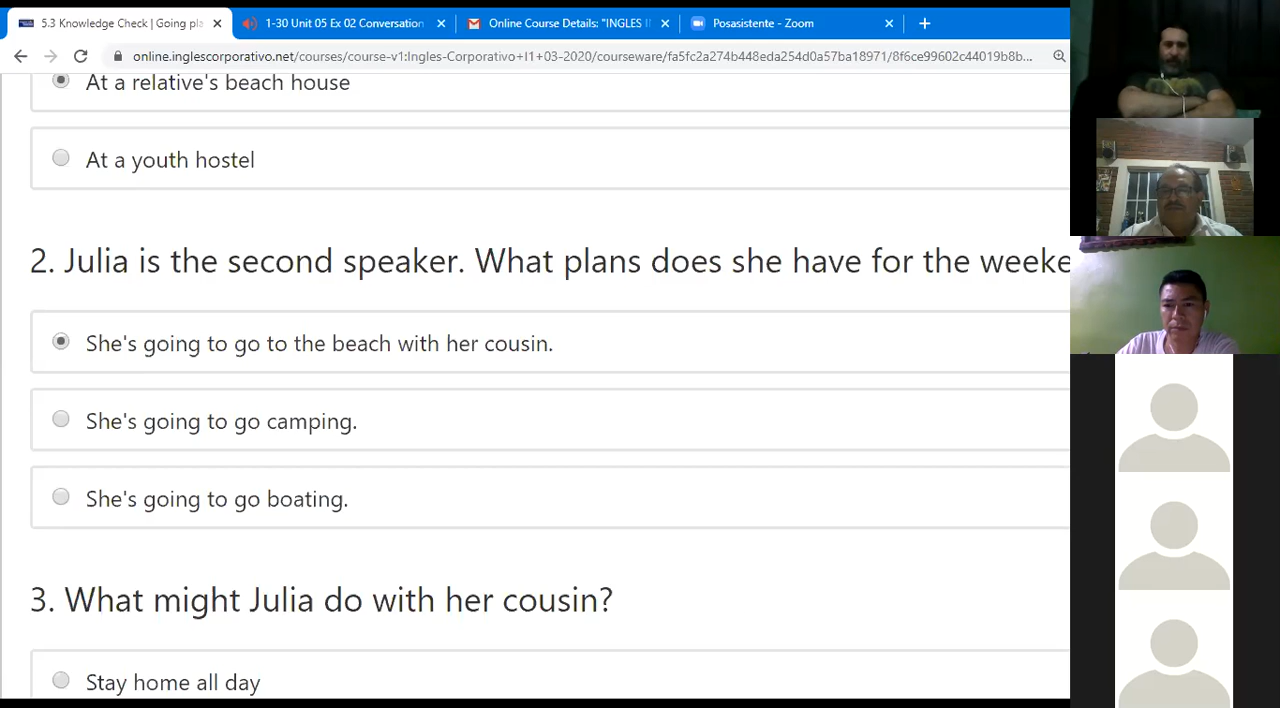 5.3 Knowledge Check | Going pla
1-30 Unit 05 Ex 02 Conversation
Online Course Details: "INGLES I
Posasistente - Zoom
online.inglescorporativo.net/courses/course-v1:Ingles-Corporativo+I1+03-2020/courseware/fa5fc2a274b448eda254d0a57ba18971/8f6ce99602c44019b8b...
At a relative's beach house
At a youth hostel
2. Julia is the second speaker. What plans does she have for the weeke
She's going to go to the beach with her cousin.
She's going to go camping.
She's going to go boating.
3. What might Julia do with her cousin?
Stay home all day